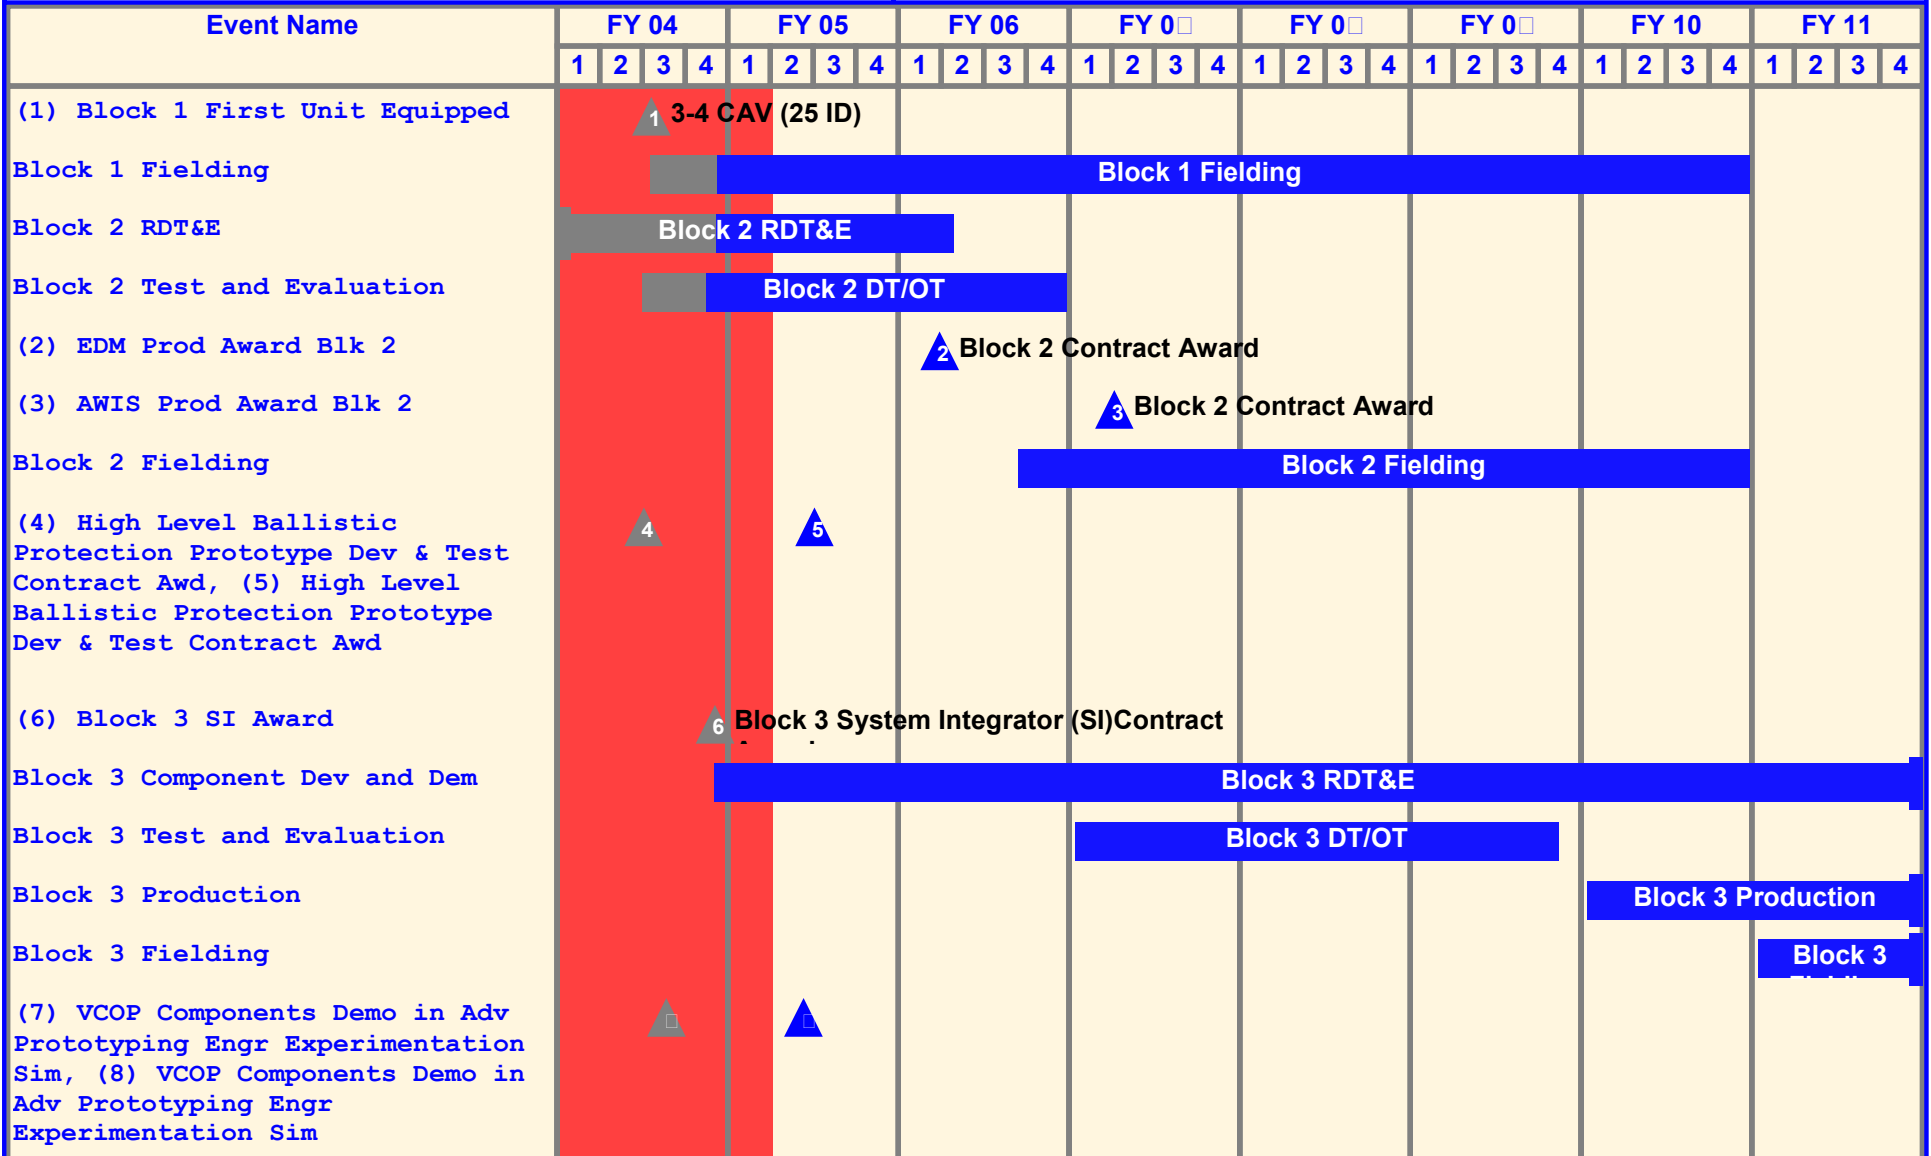 Event Name FY 04 FY 05 FY 06 FY 0□ FY 0□ FY 0□ FY 10 FY 11
1 2 3 4 1 2 3 4 1 2 3 4 1 2 3 4 1 2 3 4 1 2 3 4 1 2 3 4 1 2 3 4
(1) Block 1 First Unit Equipped 1 3-4 CAV (25 ID)
Block 1 Fielding Block 1 Fielding
Block 2 RDT&E Block 2 RDT&E
Block 2 Test and Evaluation Block 2 DT/OT
(2) EDM Prod Award Blk 2 2 Block 2 Contract Award
(3) AWIS Prod Award Blk 2 3 Block 2 Contract Award
Block 2 Fielding Block 2 Fielding
(4) High Level Ballistic 4 5
Protection Prototype Dev & Test
Contract Awd, (5) High Level
Ballistic Protection Prototype
Dev & Test Contract Awd
(6) Block 3 SI Award 6 Block 3 System Integrator (SI)Contract
Block 3 Component Dev and Dem Block 3 RDT&E
Block 3 Test and Evaluation Block 3 DT/OT
Block 3 Production Block 3 Production
Block 3 Fielding Block 3
(7) VCOP Components Demo in Adv □ □
Prototyping Engr Experimentation
Sim, (8) VCOP Components Demo in
Adv Prototyping Engr
Experimentation Sim